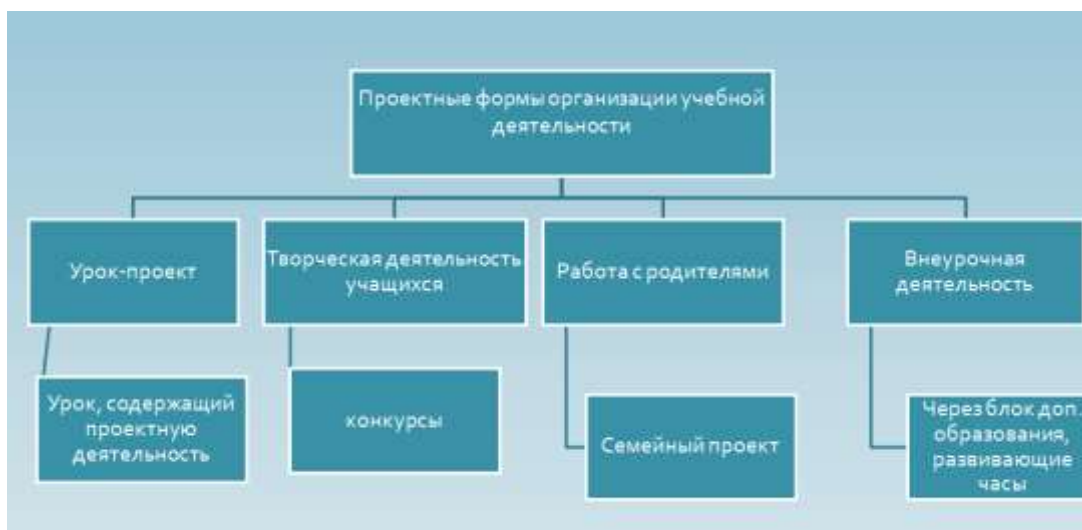 Проектные формы организации учебной
деятельности
Урок-проект
Творческая деятельность
учащихся
Работа с родителями
Внеурочная
деятельность
Урок, содержащий
проектную
деятельность
конкурсы
Семейный проект
Через блок доп.
образования,
развивающие
часы